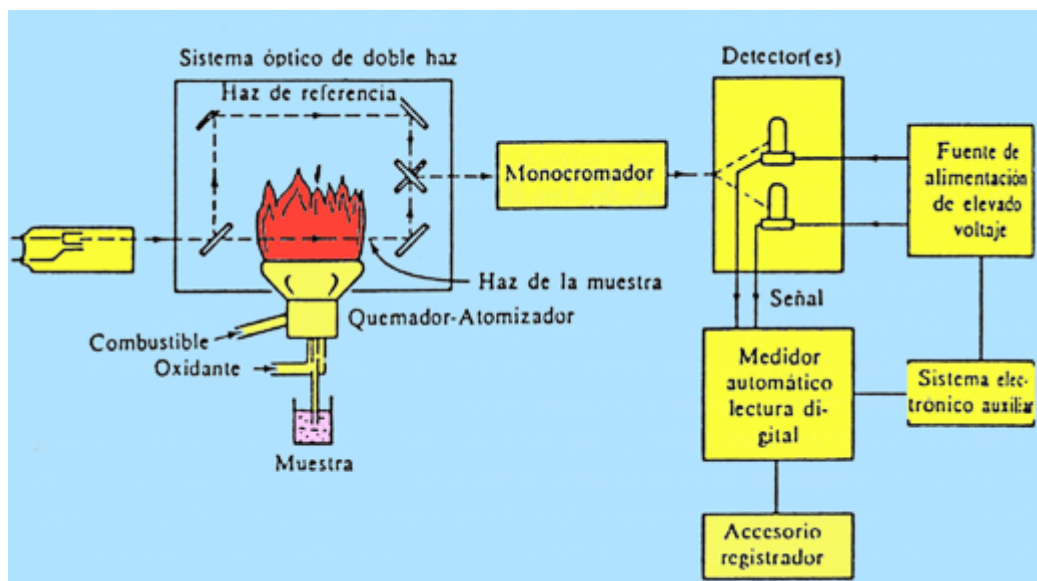 Sistema óptico de doble haz
Haz de referencia
Detector(es)
Monocromador
Fuente de
alimentación
de elevado
voltaje
Haz de la muestra
Quemador-Atomizador
Combustible
Oxidante
Muestra
Señal
Medidor
automático
lectura di-
gital
Sistema elec-
trónico auxiliar
Accesorio
registrador